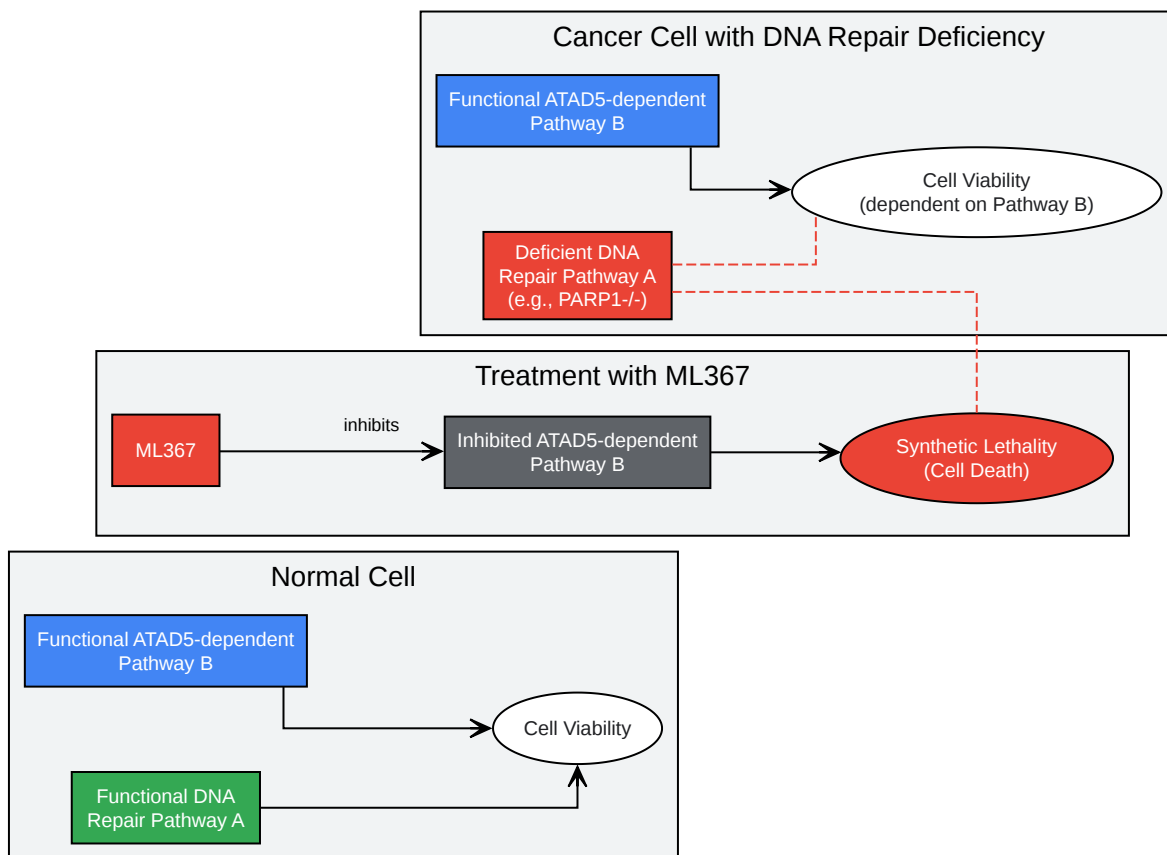 Cancer Cell with DNA Repair Deficiency
Functional ATAD5-dependent
Pathway B
Cell Viability
(dependent on Pathway B)
Deficient DNA
Repair Pathway A
(e.g., PARP1-/-)
Treatment with ML367
ML367
inhibits
Inhibited ATAD5-dependent
Pathway B
Synthetic Lethality
(Cell Death)
Normal Cell
Functional ATAD5-dependent
Pathway B
Cell Viability
Functional DNA
Repair Pathway A